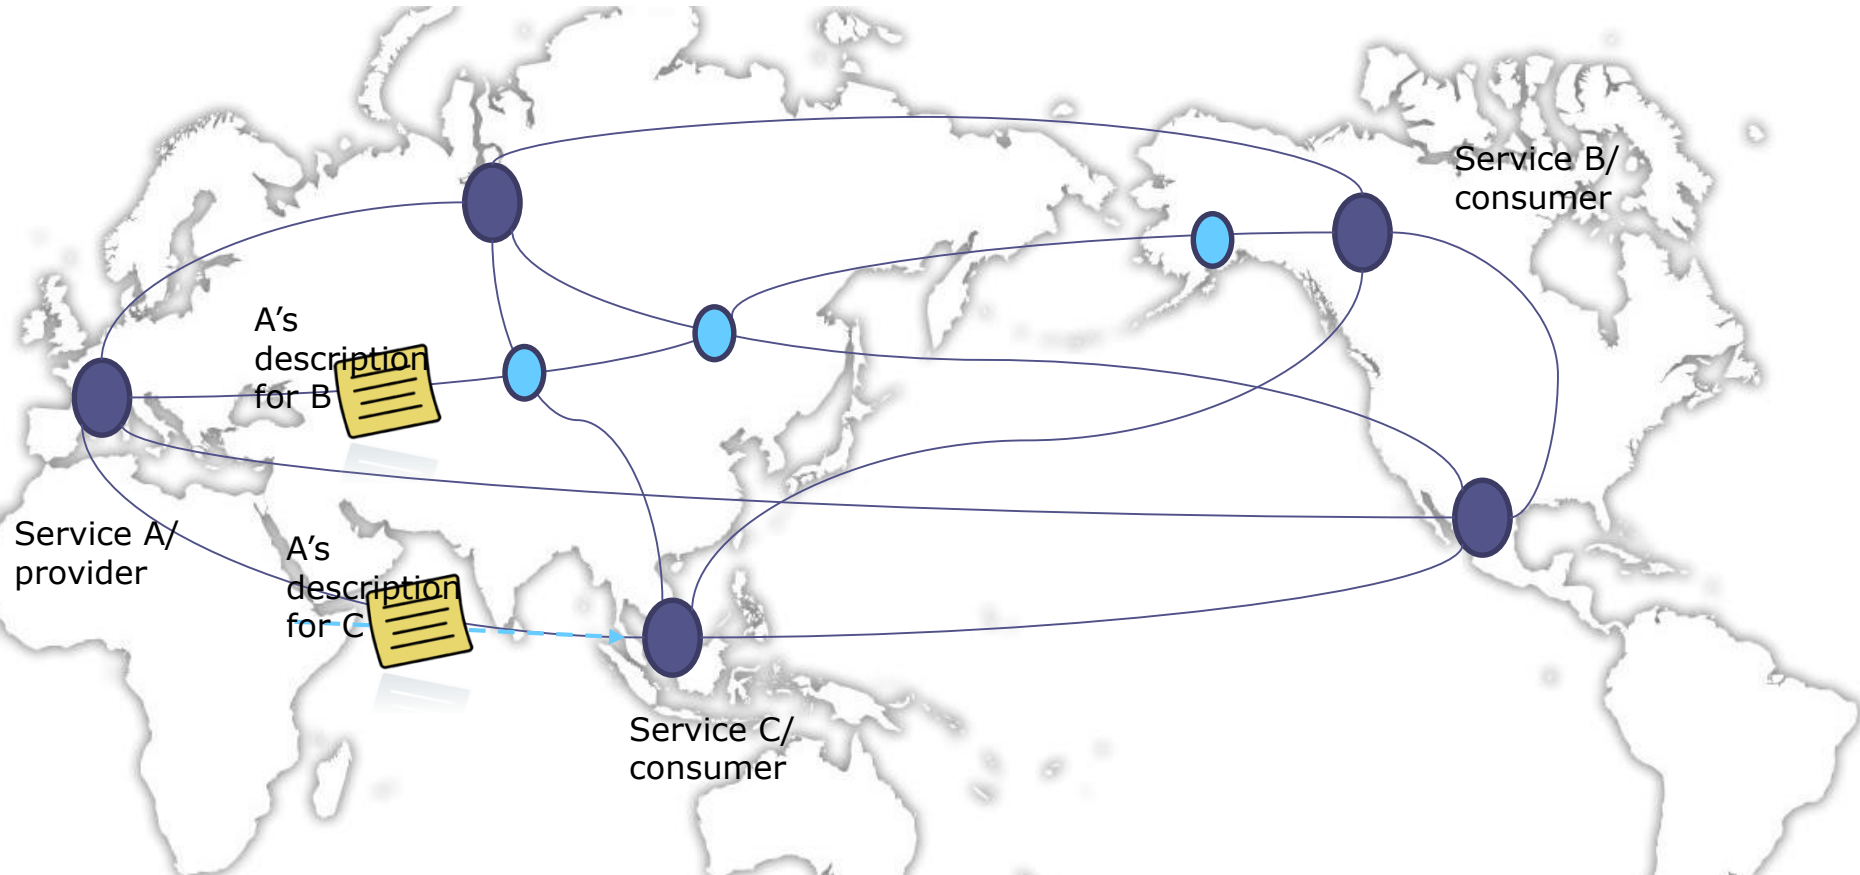 Service B/
consumer
A’s
description
for B
Service A/
provider
A’s
description
for C
Service C/
consumer